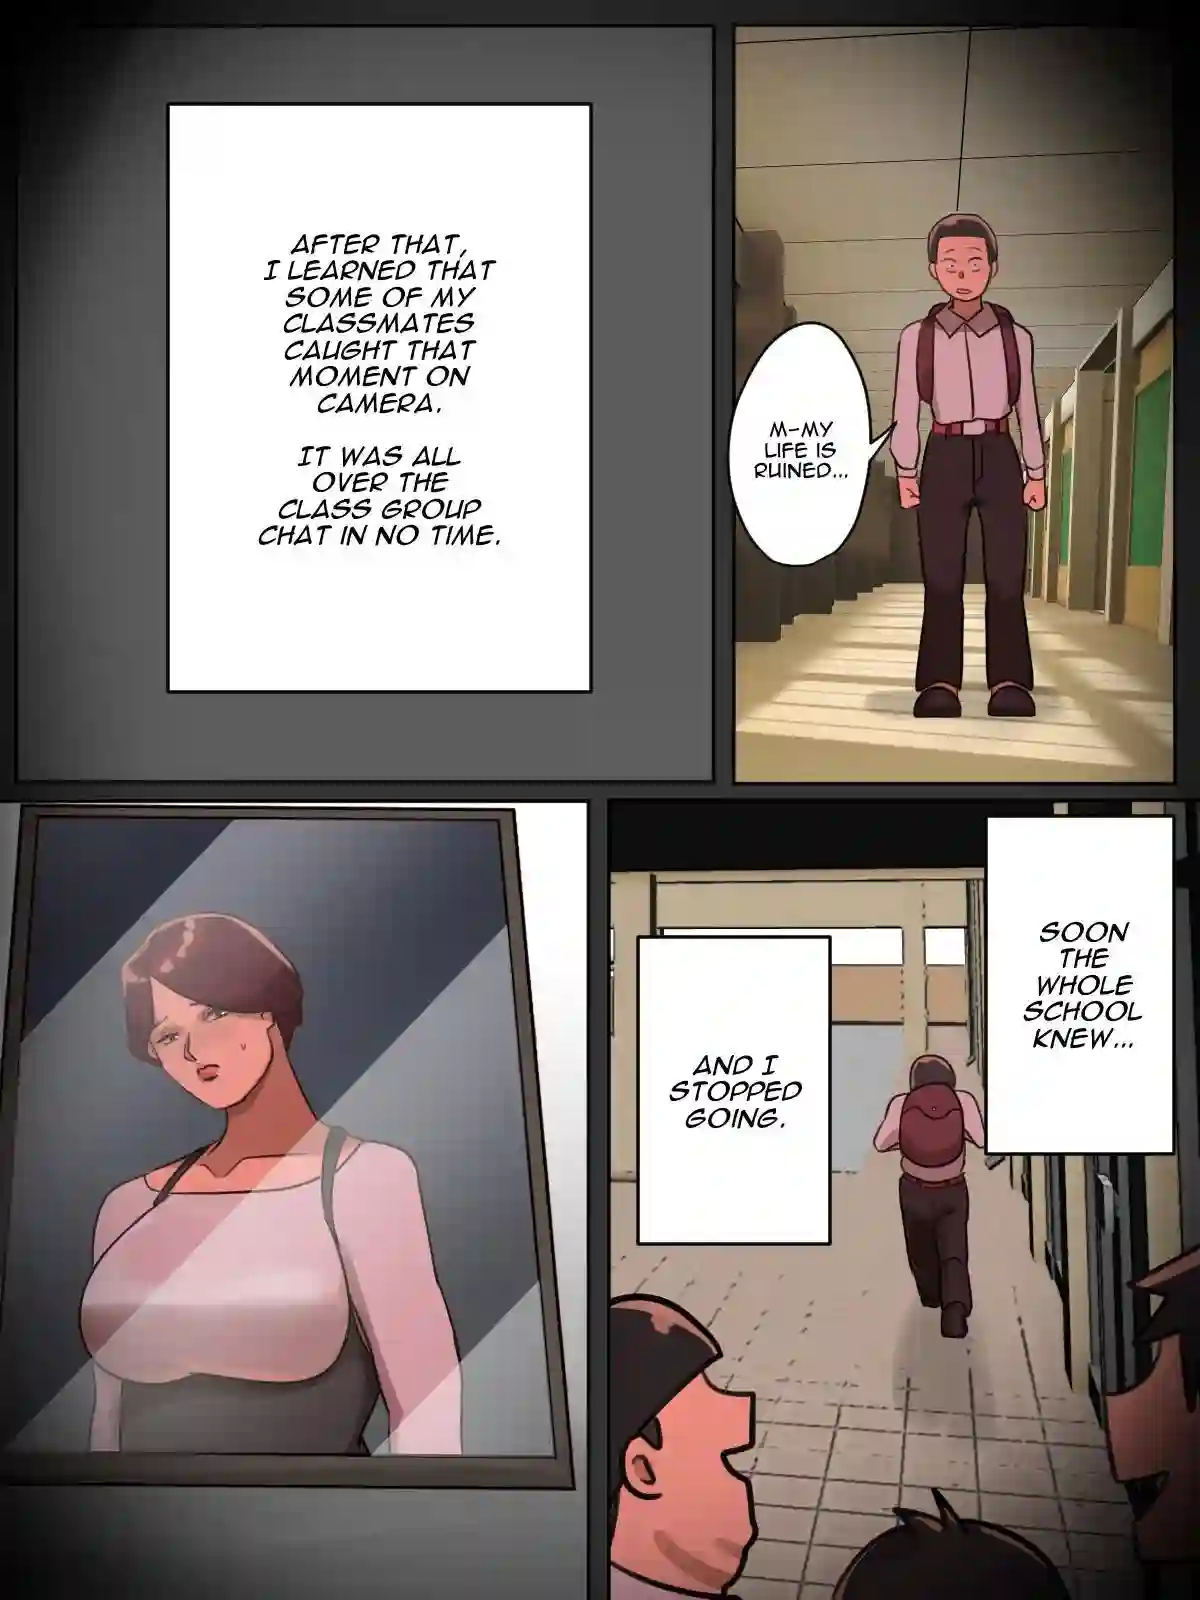 AFTER THAT,
I LEARNED THAT
SOME OF MY
CLASSMATES
CAUGHT THAT
MOMENT ON
CAMERA.
IT WAS ALL
OVER THE
CLASS GROUP
CHAT IN NO TIME.
M-MY
LIFE IS
RUINED...
SOON
THE
WHOLE
SCHOOL
KNEW...
AND I
STOPPED
GOING.